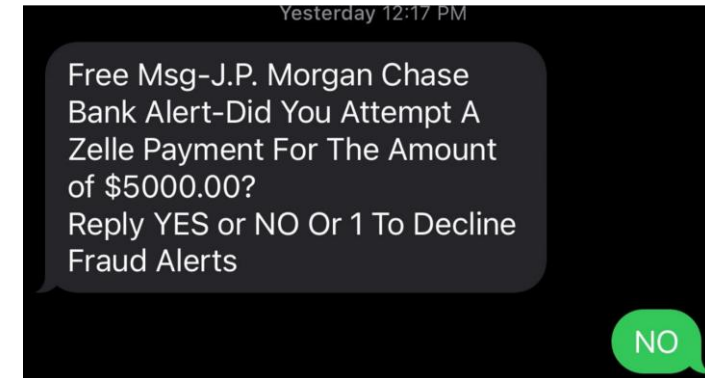 Yesterday 12:17 PM
Free Msg-J.P. Morgan Chase
Bank Alert-Did You Attempt A
Zelle Payment For The Amount
of $5000.00?
Reply YES or NO Or 1 To Decline
Fraud Alerts
NO